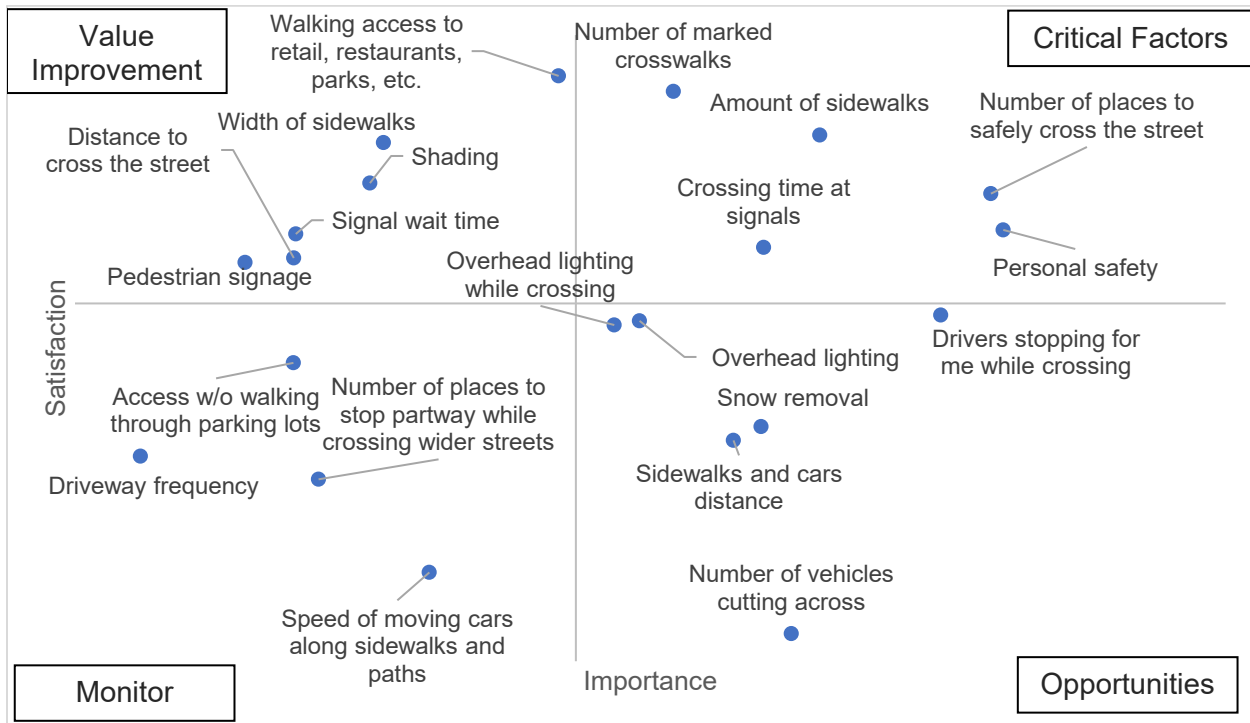 Value
Improvement
Walking access to
retail, restaurants,
parks, etc.
Number of marked
crosswalks
Critical Factors
Amount of sidewalks
Number of places to
safely cross the street
Distance to
cross the street
Width of sidewalks
Shading
Crossing time at
signals
Signal wait time
Personal safety
Pedestrian signage
Overhead lighting
while crossing
Satisfaction
Drivers stopping for
me while crossing
Overhead lighting
Access w/o walking
through parking lots
Number of places to
stop partway while
crossing wider streets
Snow removal
Driveway frequency
Sidewalks and cars
distance
Number of vehicles
cutting across
Speed of moving cars
along sidewalks and
paths
Monitor
Importance
Opportunities